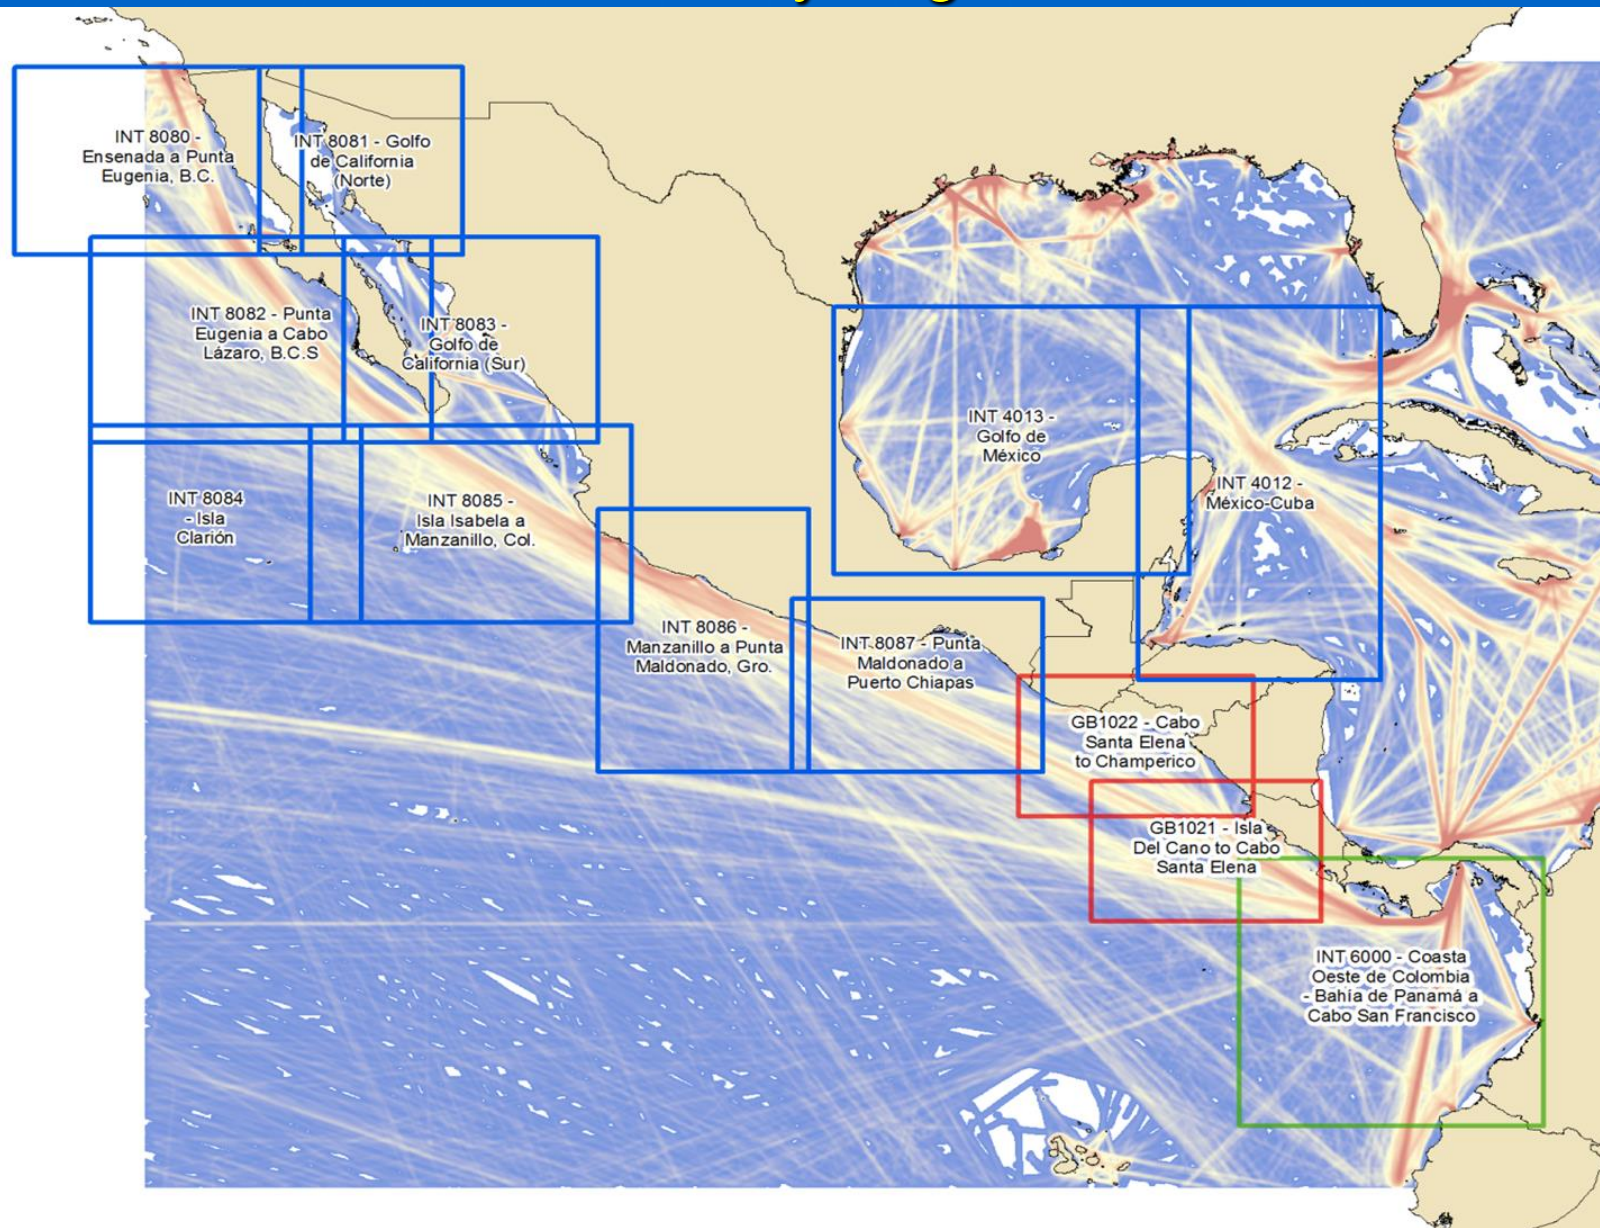 INT 8080 -
Ensenada a Punta
Eugenia, B.C.
INT 8081 - Golfo
de California
(Norte)
INT 8082 - Punta
Eugenia a Cabo
Lázaro, B.C.S
INT 8083 -
Golfo de
California (Sur)
INT 4013 -
Golfo de
México
INT 4012 -
México-Cuba
INT 8084
- Isla
Clarión
INT 8085 -
Isla Isabela a
Manzanillo, Col.
INT 8086 -
Manzanillo a Punta
Maldonado, Gro.
INT 8087 - Punta
Maldonado a
Puerto Chiapas
GB1022 - Cabo
Santa Elena
to Champerico
GB1021 - Isla
Del Cano to Cabo
Santa Elena
INT 6000 - Coasta
Oeste de Colombia
- Bahía de Panamá a
Cabo San Francisco